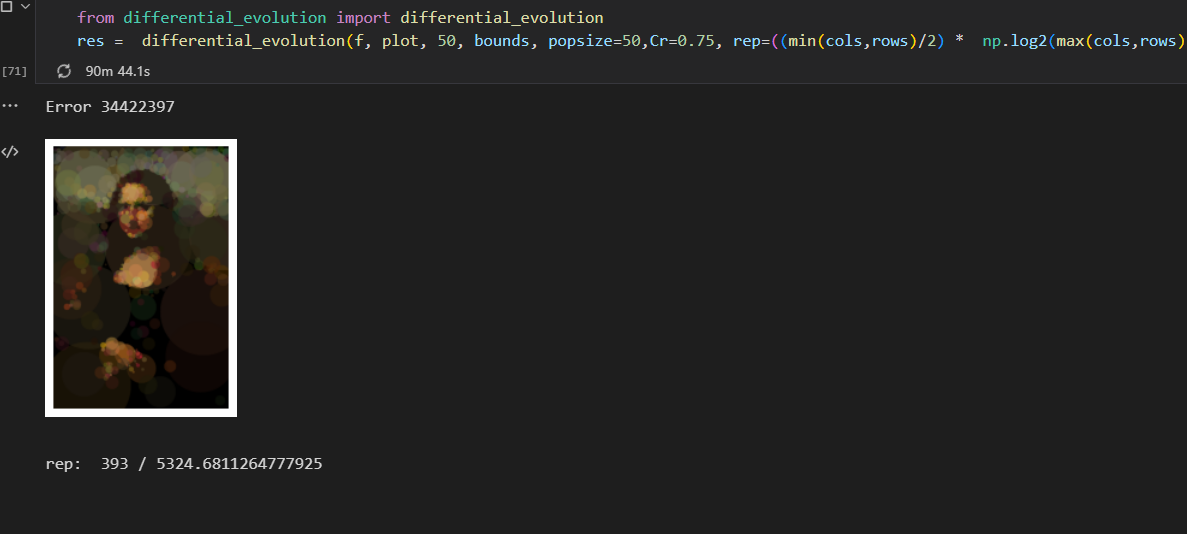 from differential_evolution import differential_evolution
res =  differential_evolution(f, plot, 50, bounds, popsize=50,Cr=0.75, rep=((min(cols,rows)/2) *  np.log2(max(cols,rows)
[71]
90m 44.1s
Error 34422397
rep:  393 / 5324.6811264777925